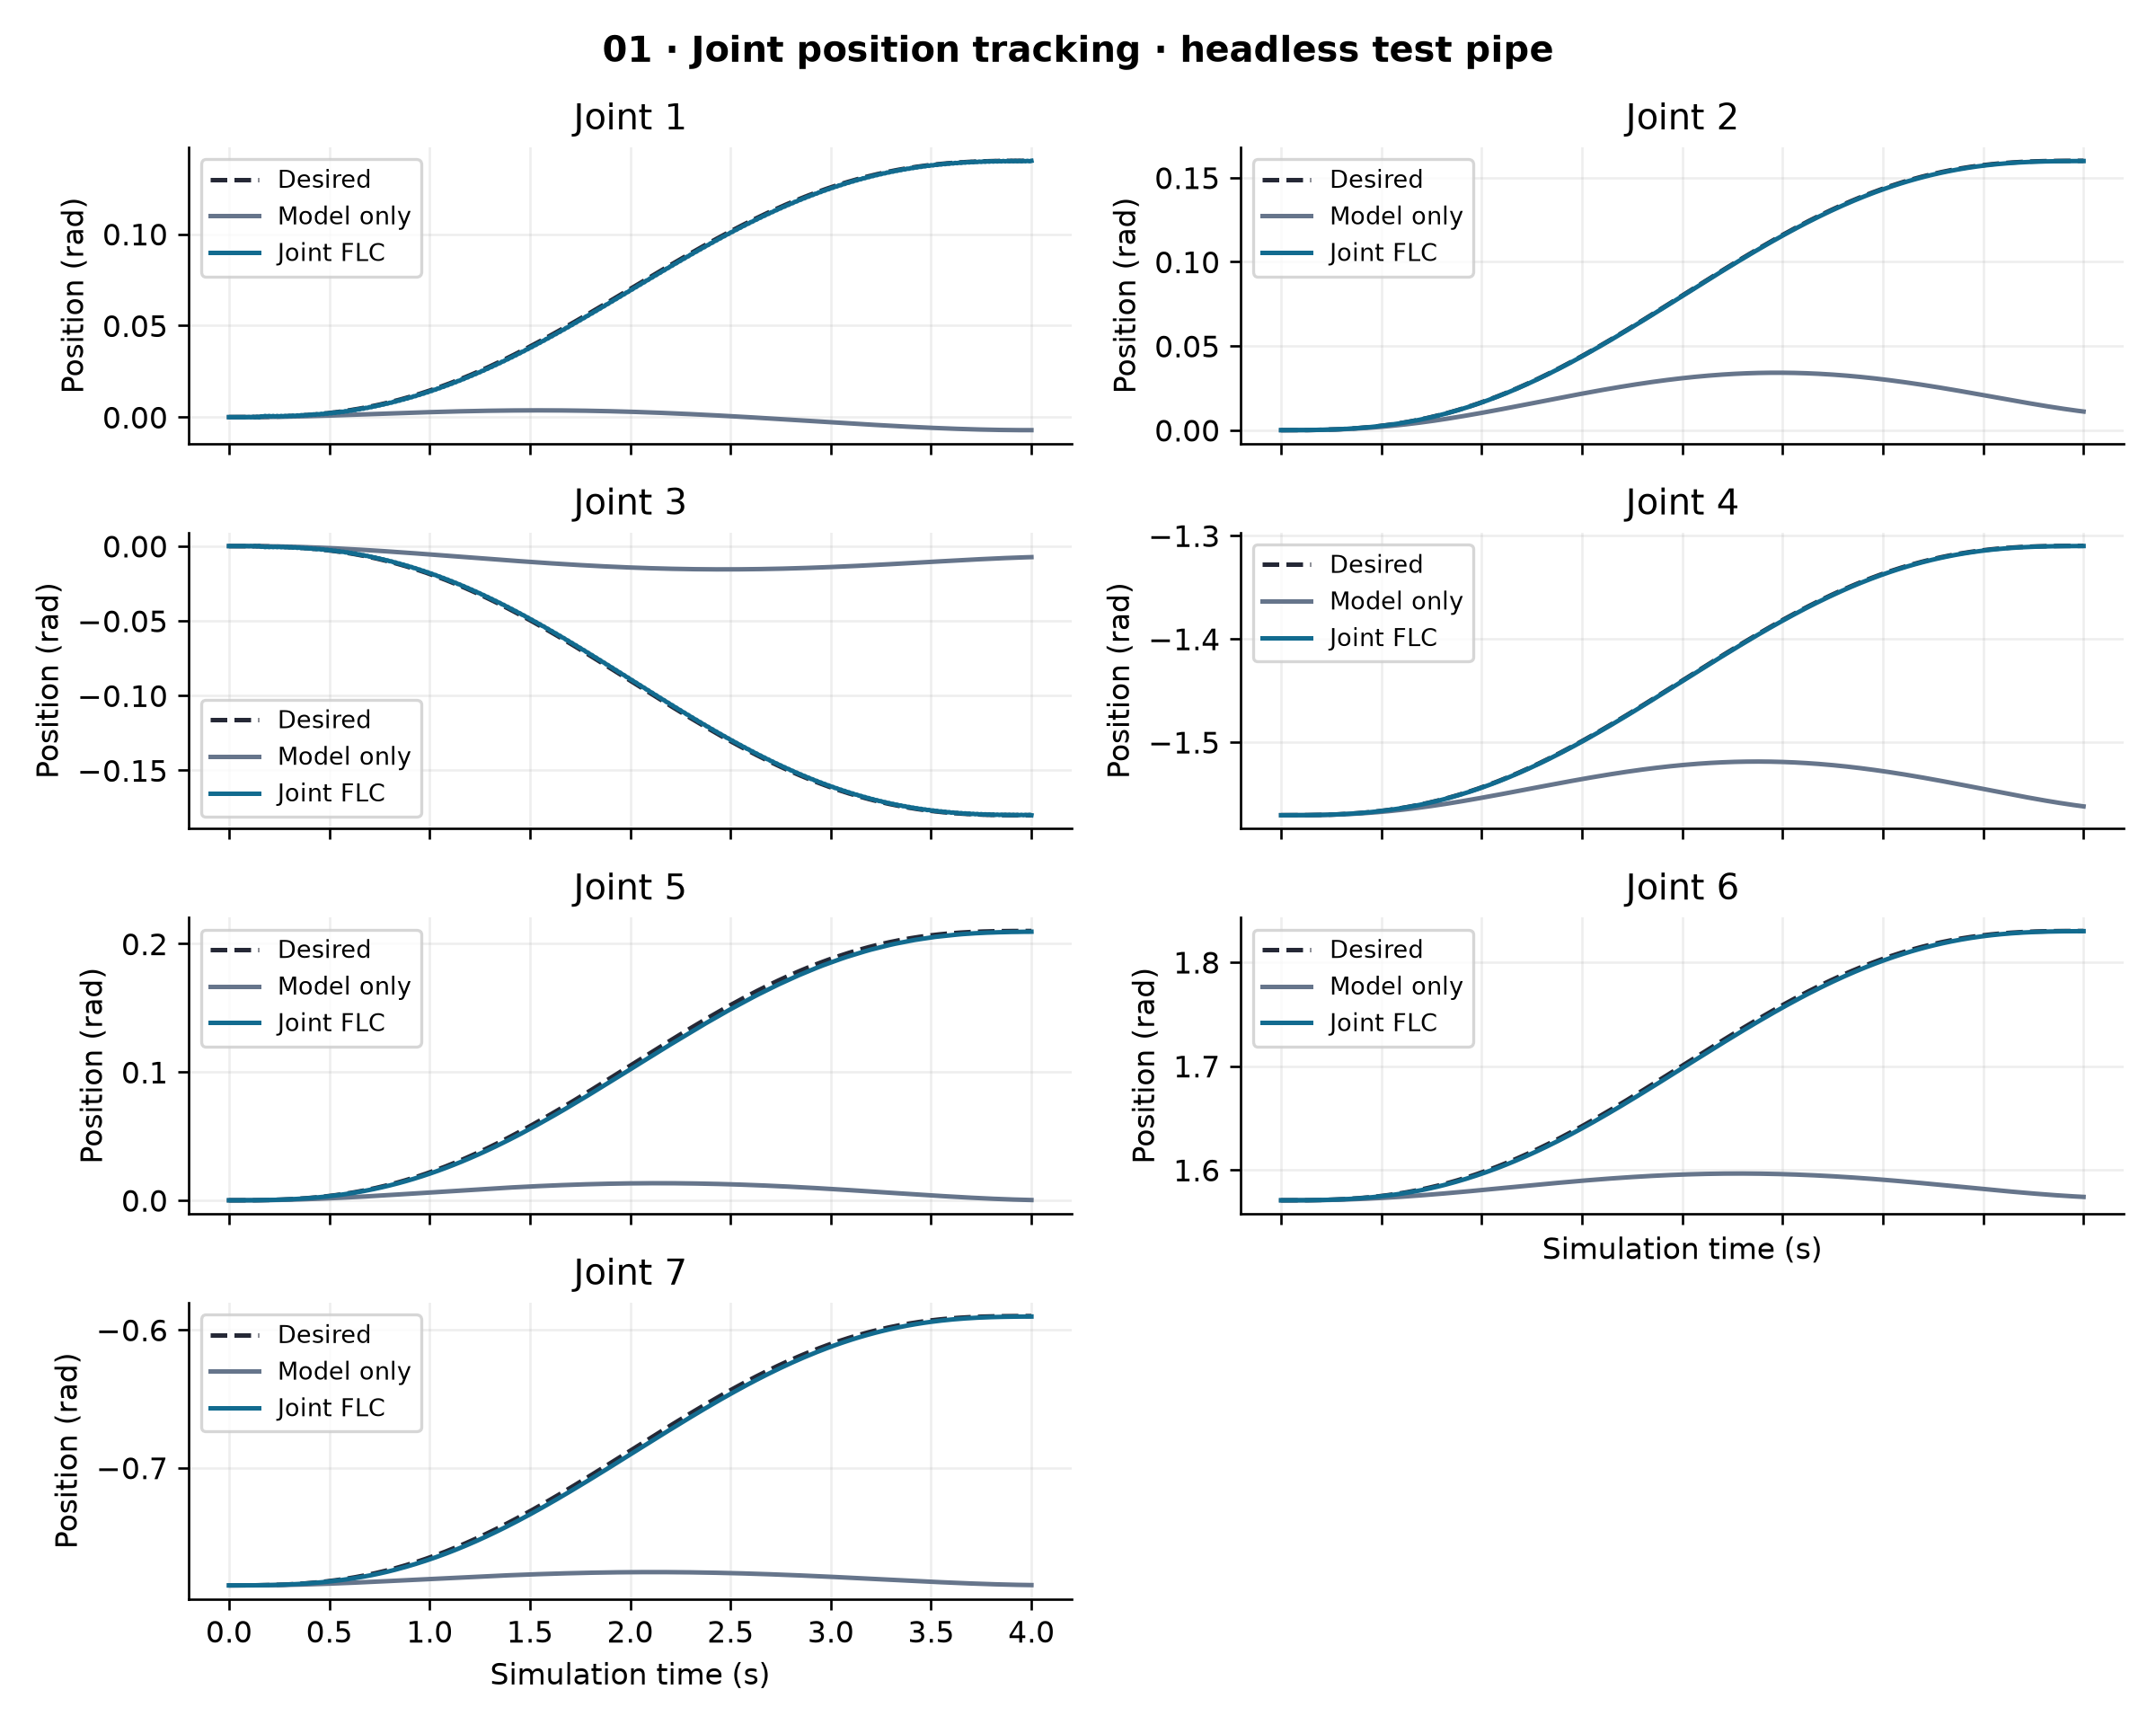 01 · Joint position tracking · headless test pipe
Joint 1
Position (rad)
0.10
0.05
0.00
Desired
Model only
Joint FLC
Joint 2
Position (rad)
0.15
0.10
0.05
0.00
Desired
Model only
Joint FLC
Joint 3
Position (rad)
0.00
−0.05
−0.10
−0.15
Desired
Model only
Joint FLC
Joint 4
Position (rad)
−1.3
−1.4
−1.5
Desired
Model only
Joint FLC
Joint 5
Position (rad)
0.2
0.1
0.0
Desired
Model only
Joint FLC
Joint 6
Position (rad)
1.8
1.7
1.6
Desired
Model only
Joint FLC
Simulation time (s)
Joint 7
Position (rad)
−0.6
−0.7
Desired
Model only
Joint FLC
0.0 0.5 1.0 1.5 2.0 2.5 3.0 3.5 4.0
Simulation time (s)